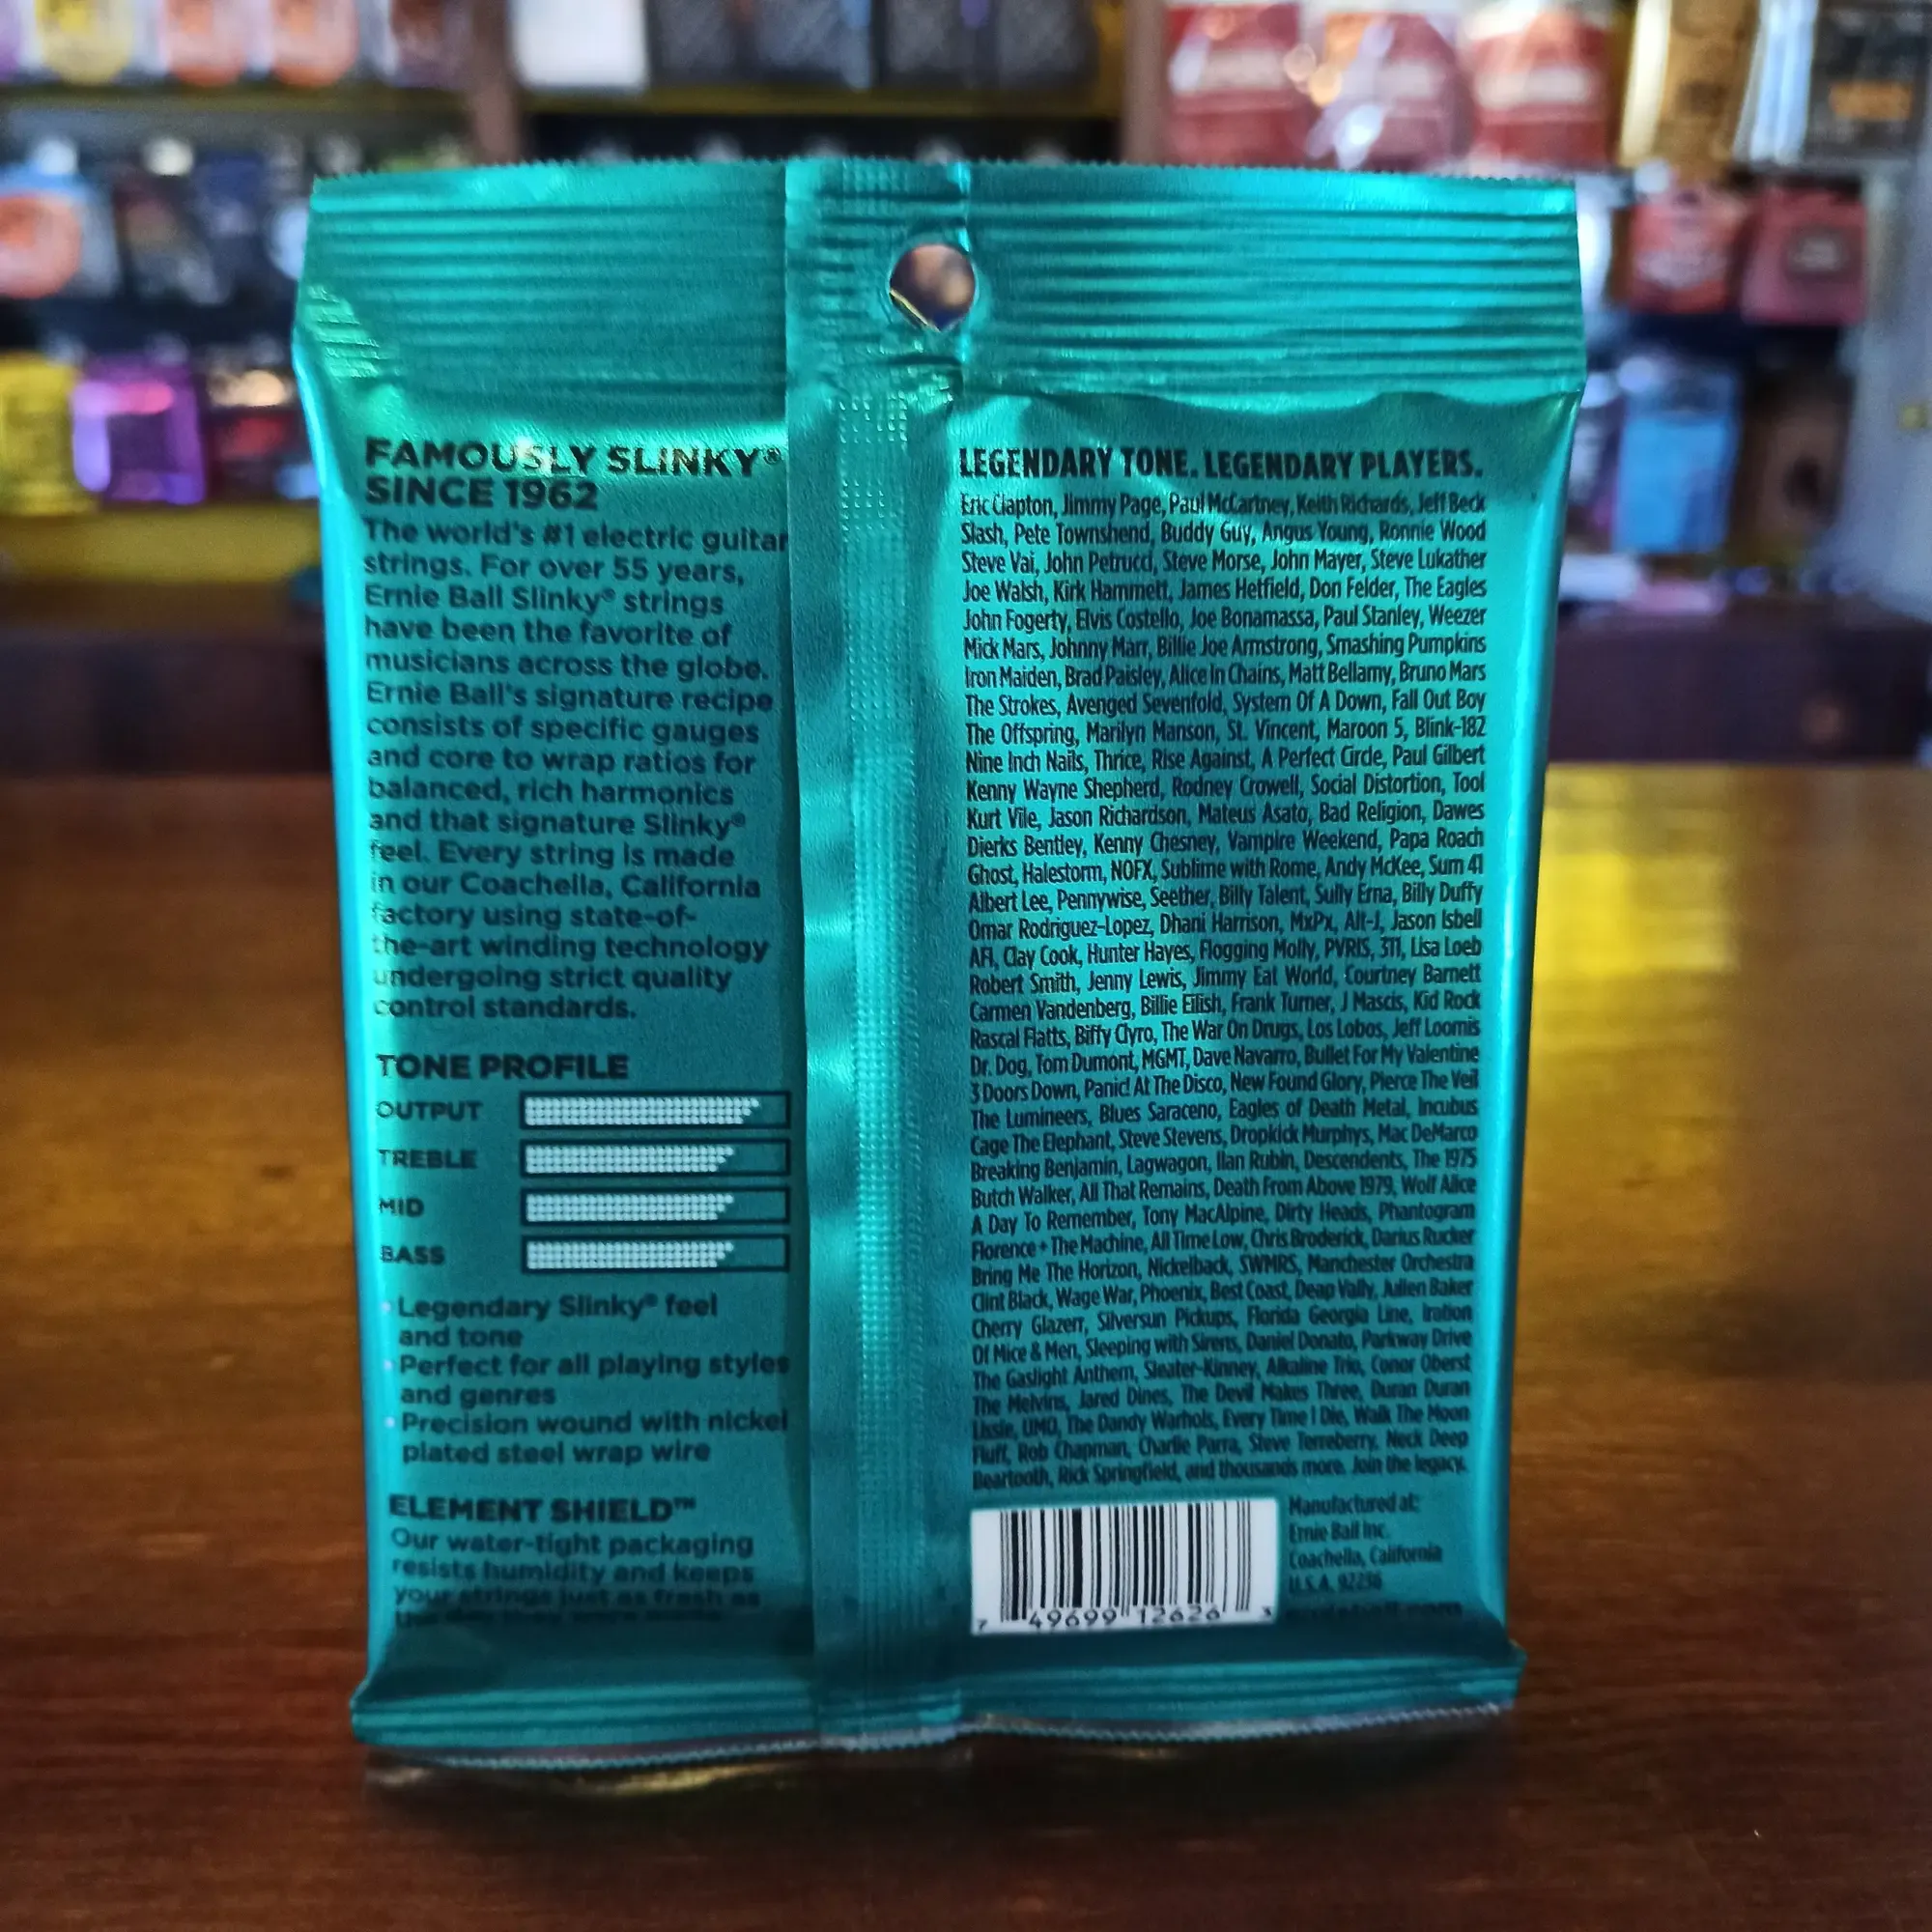 FAMOUSLY SLINKY®
SINCE 1962
The world's #1 electric guitar
strings. For over 55 years,
Ernie Ball Slinky® strings
have been the favorite of
musicians across the globe.
Ernie Ball's signature recipe
consists of specific gauges
and core to wrap ratios for
balanced, rich harmonics
and that signature Slinky®
feel. Every string is made
in our Coachella, California
factory using state-of-
the-art winding technology
undergoing strict quality
control standards.
TONE PROFILE
OUTPUT
TREBLE
MID
BASS
• Legendary Slinky® feel
and tone
• Perfect for all playing styles
and genres
• Precision wound with nickel
plated steel wrap wire
ELEMENT SHIELD™
Our water-tight packaging
resists humidity and keeps
your strings just as fresh as
LEGENDARY TONE. LEGENDARY PLAYERS.
Eric Clapton, Jimmy Page, Paul McCartney, Keith Richards, Jeff Beck
Slash, Pete Townshend, Buddy Guy, Angus Young, Ronnie Wood
Steve Vai, John Petrucci, Steve Morse, John Mayer, Steve Lukather
Joe Walsh, Kirk Hammett, James Hetfield, Don Felder, The Eagles
John Fogerty, Elvis Costello, Joe Bonamassa, Paul Stanley, Weezer
Mick Mars, Johnny Marr, Billie Joe Armstrong, Smashing Pumpkins
Iron Maiden, Brad Paisley, Alice In Chains, Matt Bellamy, Bruno Mars
The Strokes, Avenged Sevenfold, System Of A Down, Fall Out Boy
The Offspring, Marilyn Manson, St. Vincent, Maroon 5, Blink-182
Nine Inch Nails, Thrice, Rise Against, A Perfect Circle, Paul Gilbert
Kenny Wayne Shepherd, Rodney Crowell, Social Distortion, Tool
Kurt Vile, Jason Richardson, Mateus Asato, Bad Religion, Dawes
Dierks Bentley, Kenny Chesney, Vampire Weekend, Papa Roach
Ghost, Halestorm, NOFX, Sublime with Rome, Andy McKee, Sum 41
Albert Lee, Pennywise, Seether, Billy Talent, Sully Erna, Billy Duffy
Omar Rodriguez-Lopez, Dhani Harrison, MxPx, Alt-J, Jason Isbell
AFI, Clay Cook, Hunter Hayes, Flogging Molly, PVRIS, 311, Lisa Loeb
Robert Smith, Jenny Lewis, Jimmy Eat World, Courtney Barnett
Carmen Vandenberg, Billie Eilish, Frank Turner, J Mascis, Kid Rock
Rascal Flatts, Biffy Clyro, The War On Drugs, Los Lobos, Jeff Loomis
Dr. Dog, Tom Dumont, MGMT, Dave Navarro, Bullet For My Valentine
3 Doors Down, Panic! At The Disco, New Found Glory, Pierce The Veil
The Lumineers, Blues Saraceno, Eagles of Death Metal, Incubus
Cage The Elephant, Steve Stevens, Dropkick Murphys, Mac DeMarco
Breaking Benjamin, Lagwagon, Ilan Rubin, Descendents, The 1975
Butch Walker, All That Remains, Death From Above 1979, Wolf Alice
A Day To Remember, Tony MacAlpine, Dirty Heads, Phantogram
Florence + The Machine, All Time Low, Chris Broderick, Darius Rucker
Bring Me The Horizon, Nickelback, SWMRS, Manchester Orchestra
Clint Black, Wage War, Phoenix, Best Coast, Deap Vally, Julien Baker
Cherry Glazerr, Silversun Pickups, Florida Georgia Line, Iration
Of Mice & Men, Sleeping with Sirens, Daniel Donato, Parkway Drive
The Gaslight Anthem, Sleater-Kinney, Alkaline Trio, Conor Oberst
The Melvins, Jared Dines, The Devil Makes Three, Duran Duran
Lissie, UMO, The Dandy Warhols, Every Time I Die, Walk The Moon
Fluff, Rob Chapman, Charlie Parra, Steve Terreberry, Neck Deep
Beartooth, Rick Springfield, and thousands more. Join the legacy.
Manufactured at:
Ernie Ball Inc.
Coachella, California
U.S.A. 92236
7 49699 12626 3